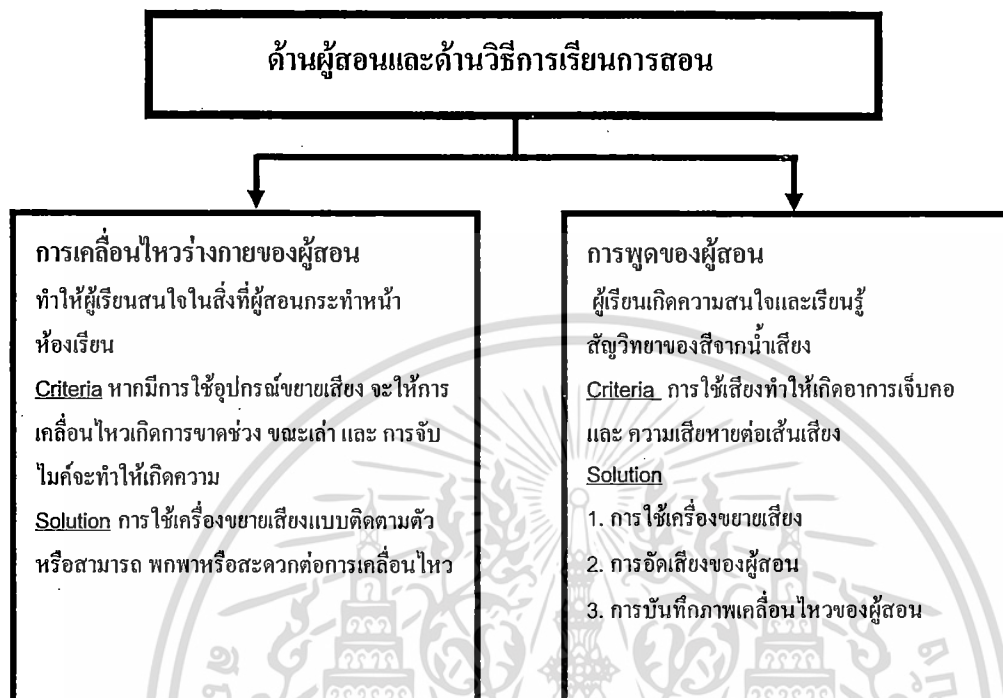 ด้านผู้สอนและด้านวิธีการเรียนการสอน
การเคลื่อนไหวร่างกายของผู้สอน
ทำให้ผู้เรียนสนใจในสิ่งที่ผู้สอนกระทำหน้า
ห้องเรียน
Criteria หากมีการใช้อุปกรณ์ขยายเสียง จะให้การ
เคลื่อนไหวเกิดการขาดช่วง ขณะเล่า และ การจับ
ไมค์จะทำให้เกิดความ
Solution การใช้เครื่องขยายเสียงแบบติดตามตัว
หรือสามารถ พกพาหรือสะดวกต่อการเคลื่อนไหว
การพูดของผู้สอน
ผู้เรียนเกิดความสนใจและเรียนรู้
สัญวิทยาของสีจากน้ำเสียง
Criteria การใช้เสียงทำให้เกิดอาการเจ็บคอ
และ ความเสียหายต่อเส้นเสียง
Solution
1. การใช้เครื่องขยายเสียง
2. การอัดเสียงของผู้สอน
3. การบันทึกภาพเคลื่อนไหวของผู้สอน